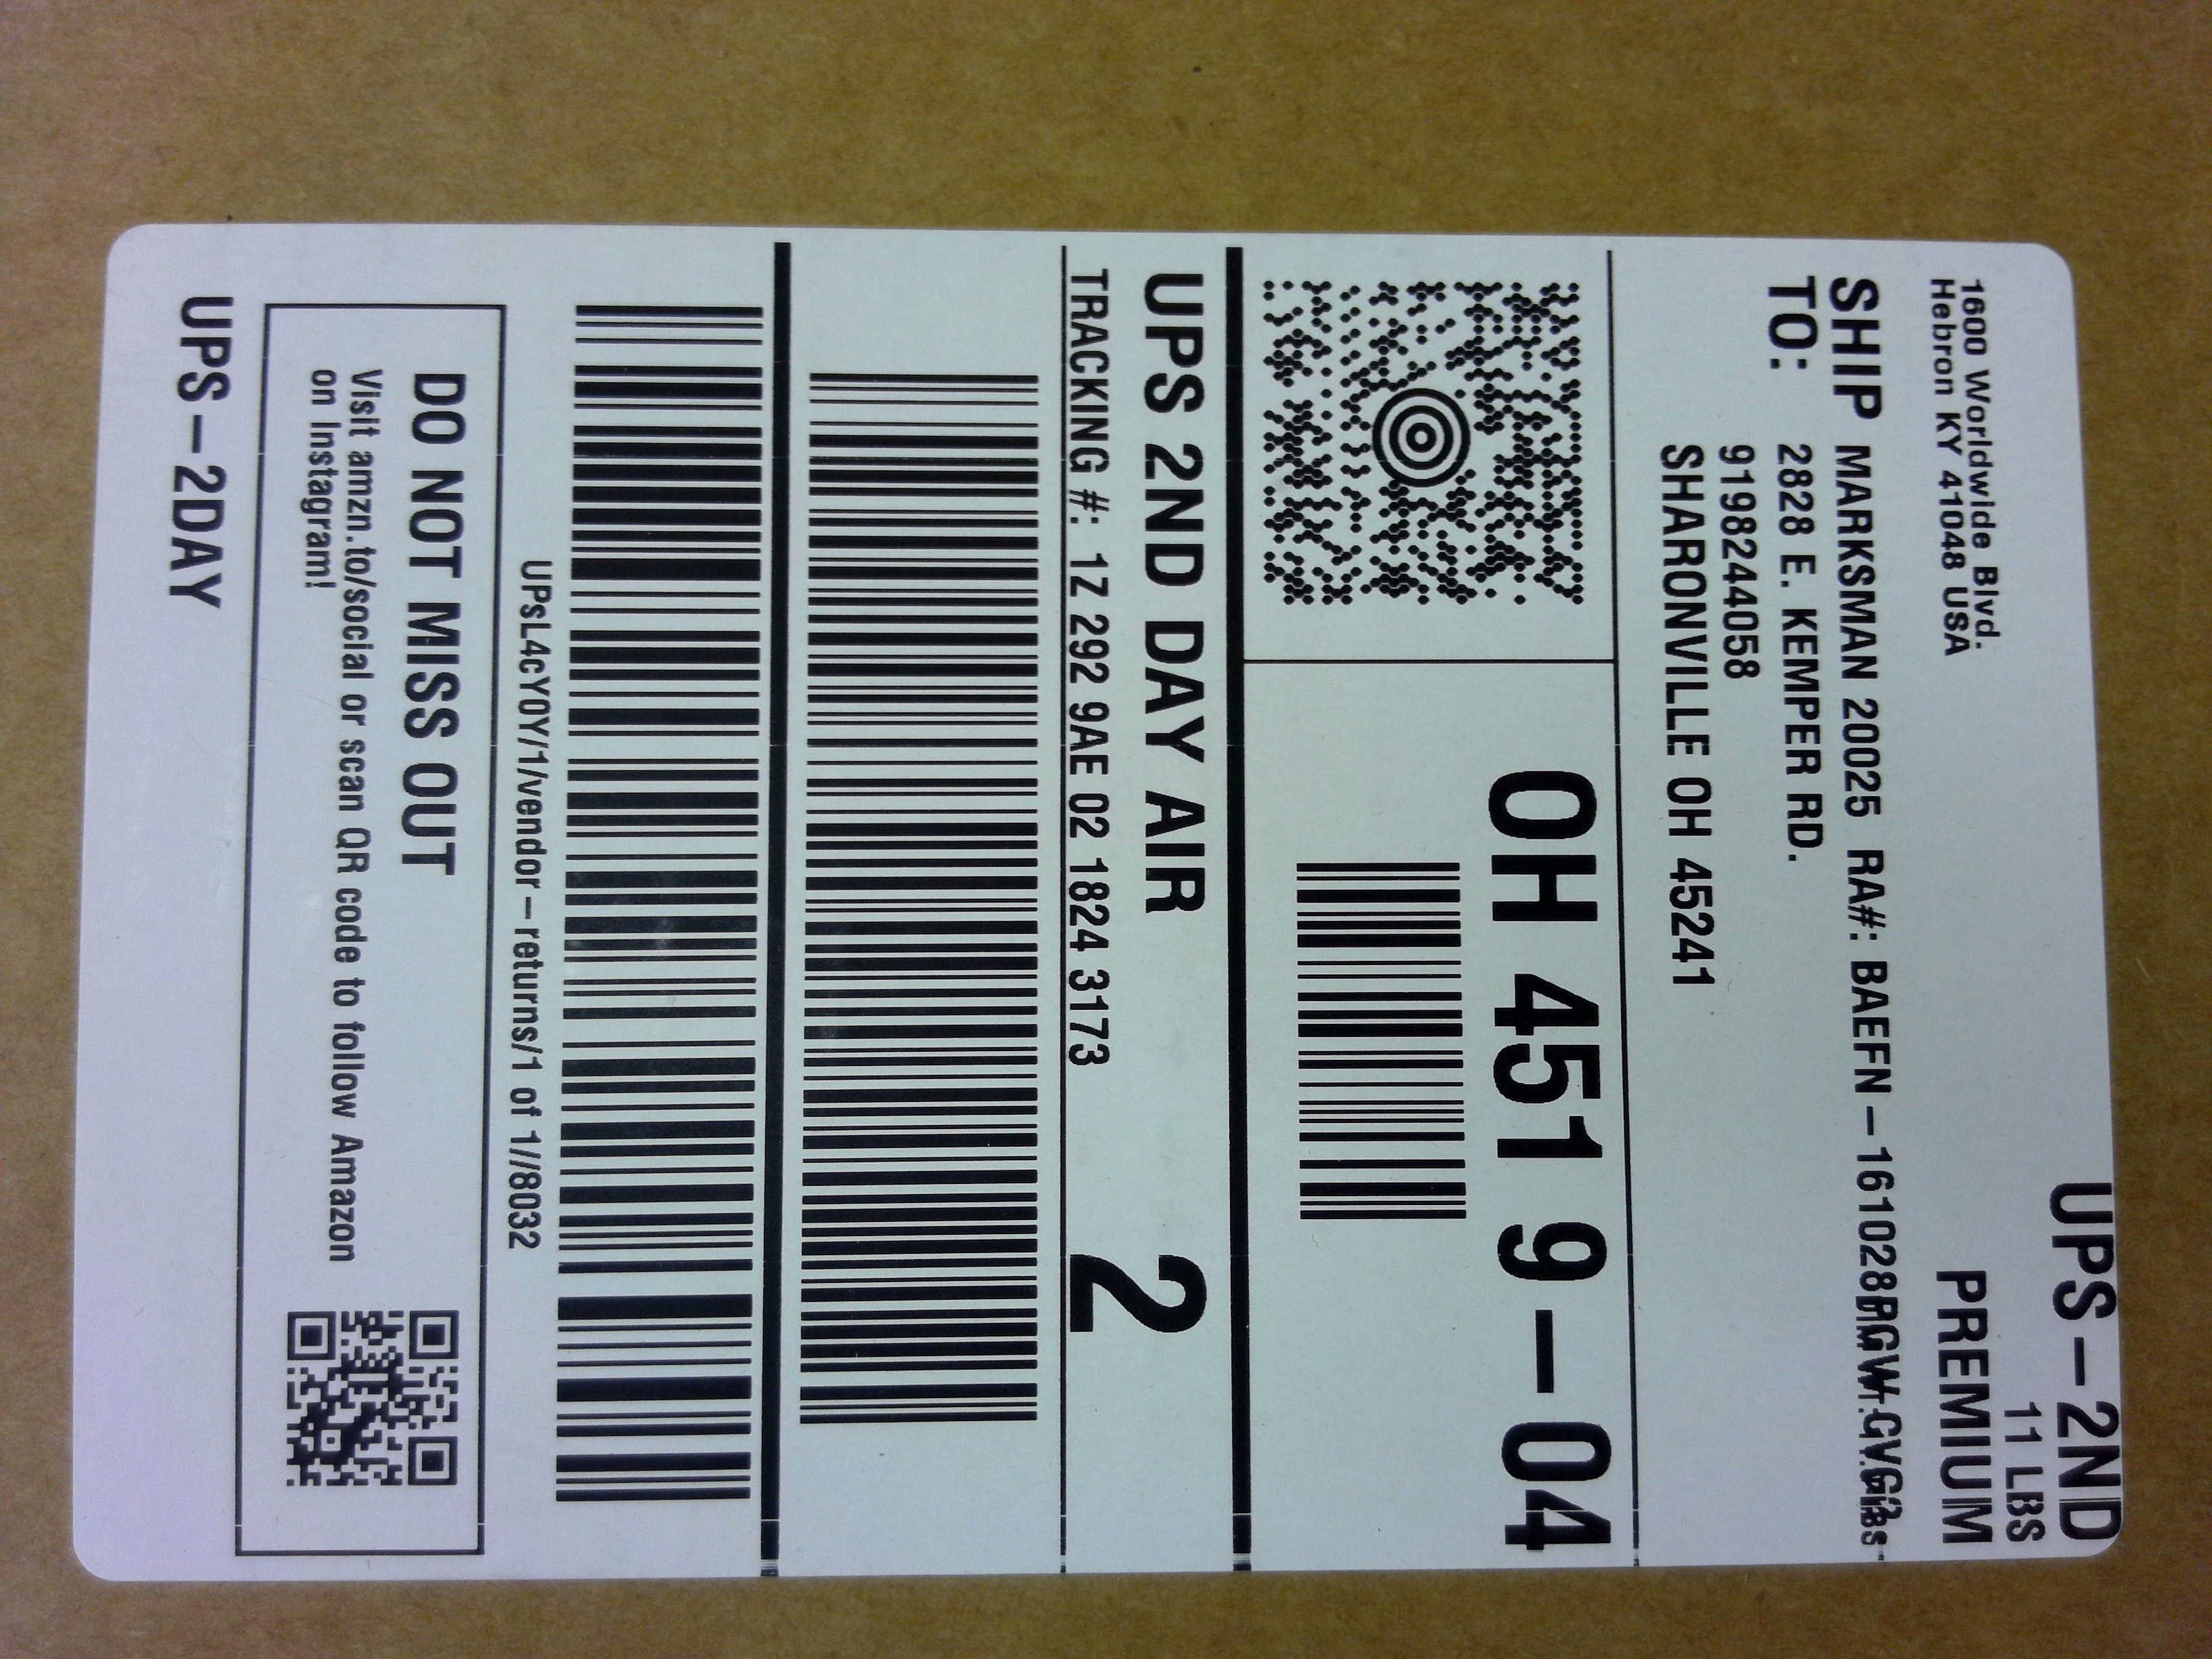 UPS-2ND
11 LBS
1600 Worldwide Blvd.
Hebron KY 41048 USA
PREMIUM
SHIP TO:
MARKSMAN 20025 RA#: BAEFN-161028
2828 E. KEMPER RD.
9198244058
SHARONVILLE OH 45241
OH 451 9-04
UPS 2ND DAY AIR
2
TRACKING #: 1Z 292 9AE 02 1824 3173
UPsL4cY0Y/1/vendor-returns/1 of 1//8032
DO NOT MISS OUT
Visit amzn.to/social or scan QR code to follow Amazon
on Instagram!
UPS-2DAY